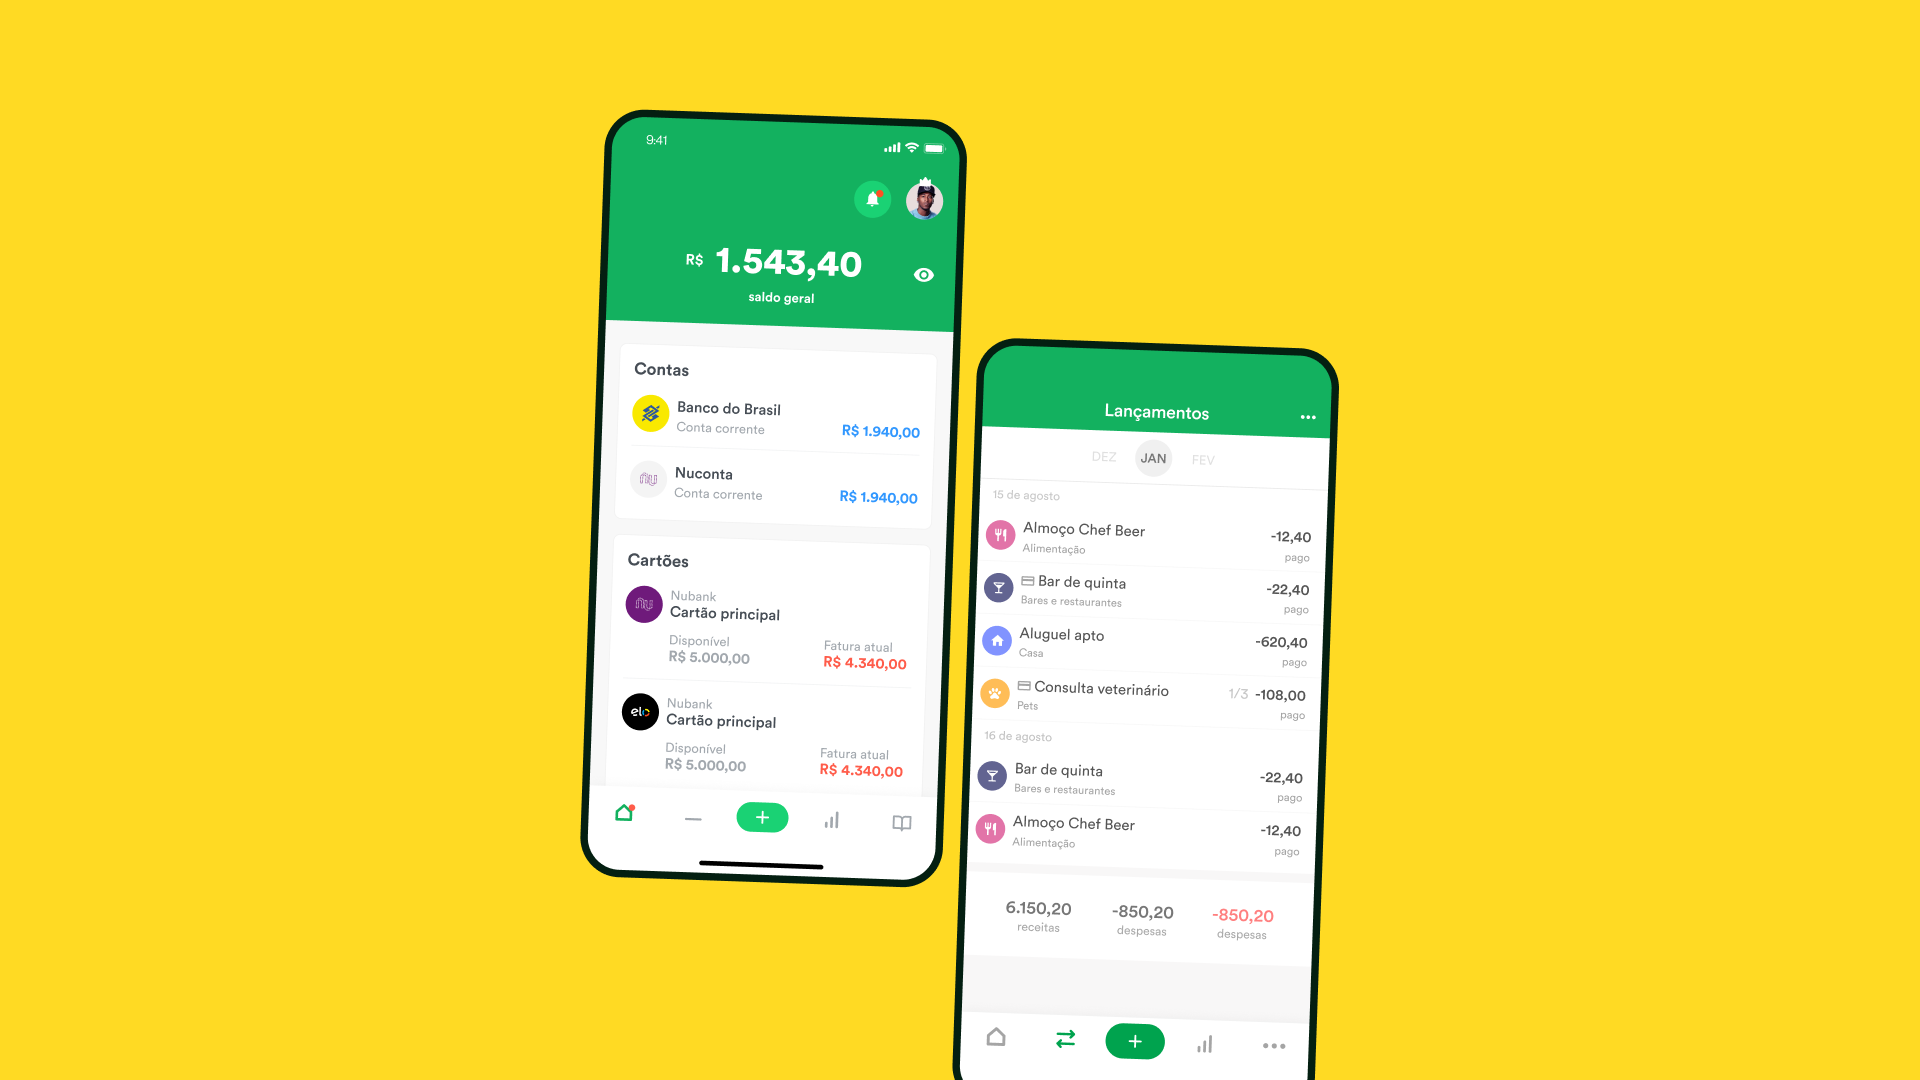 9:41
R$ 1.543,40
saldo geral
Contas
Banco do Brasil
Conta corrente
R$ 1.940,00
nu
Nuconta
Conta corrente
R$ 1.940,00
Cartões
nu
Nubank
Cartão principal
Disponível
R$ 5.000,00
Fatura atual
R$ 4.340,00
elo
Nubank
Cartão principal
Disponível
R$ 5.000,00
Fatura atual
R$ 4.340,00
Lançamentos
DEZ JAN FEV
15 de agosto
Almoço Chef Beer
Alimentação
-12,40
pago
Bar de quinta
Bares e restaurantes
-22,40
pago
Aluguel apto
Casa
-620,40
pago
Consulta veterinário
Pets
1/3 -108,00
pago
16 de agosto
Bar de quinta
Bares e restaurantes
-22,40
pago
Almoço Chef Beer
Alimentação
-12,40
pago
6.150,20
receitas
-850,20
despesas
-850,20
despesas